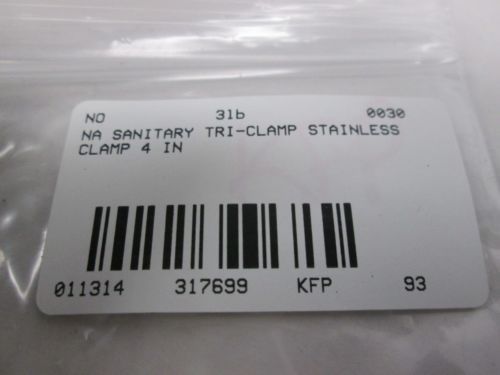 NO 31b 0030
NA SANITARY TRI-CLAMP STAINLESS
CLAMP 4 IN
011314 317699 KFP 93